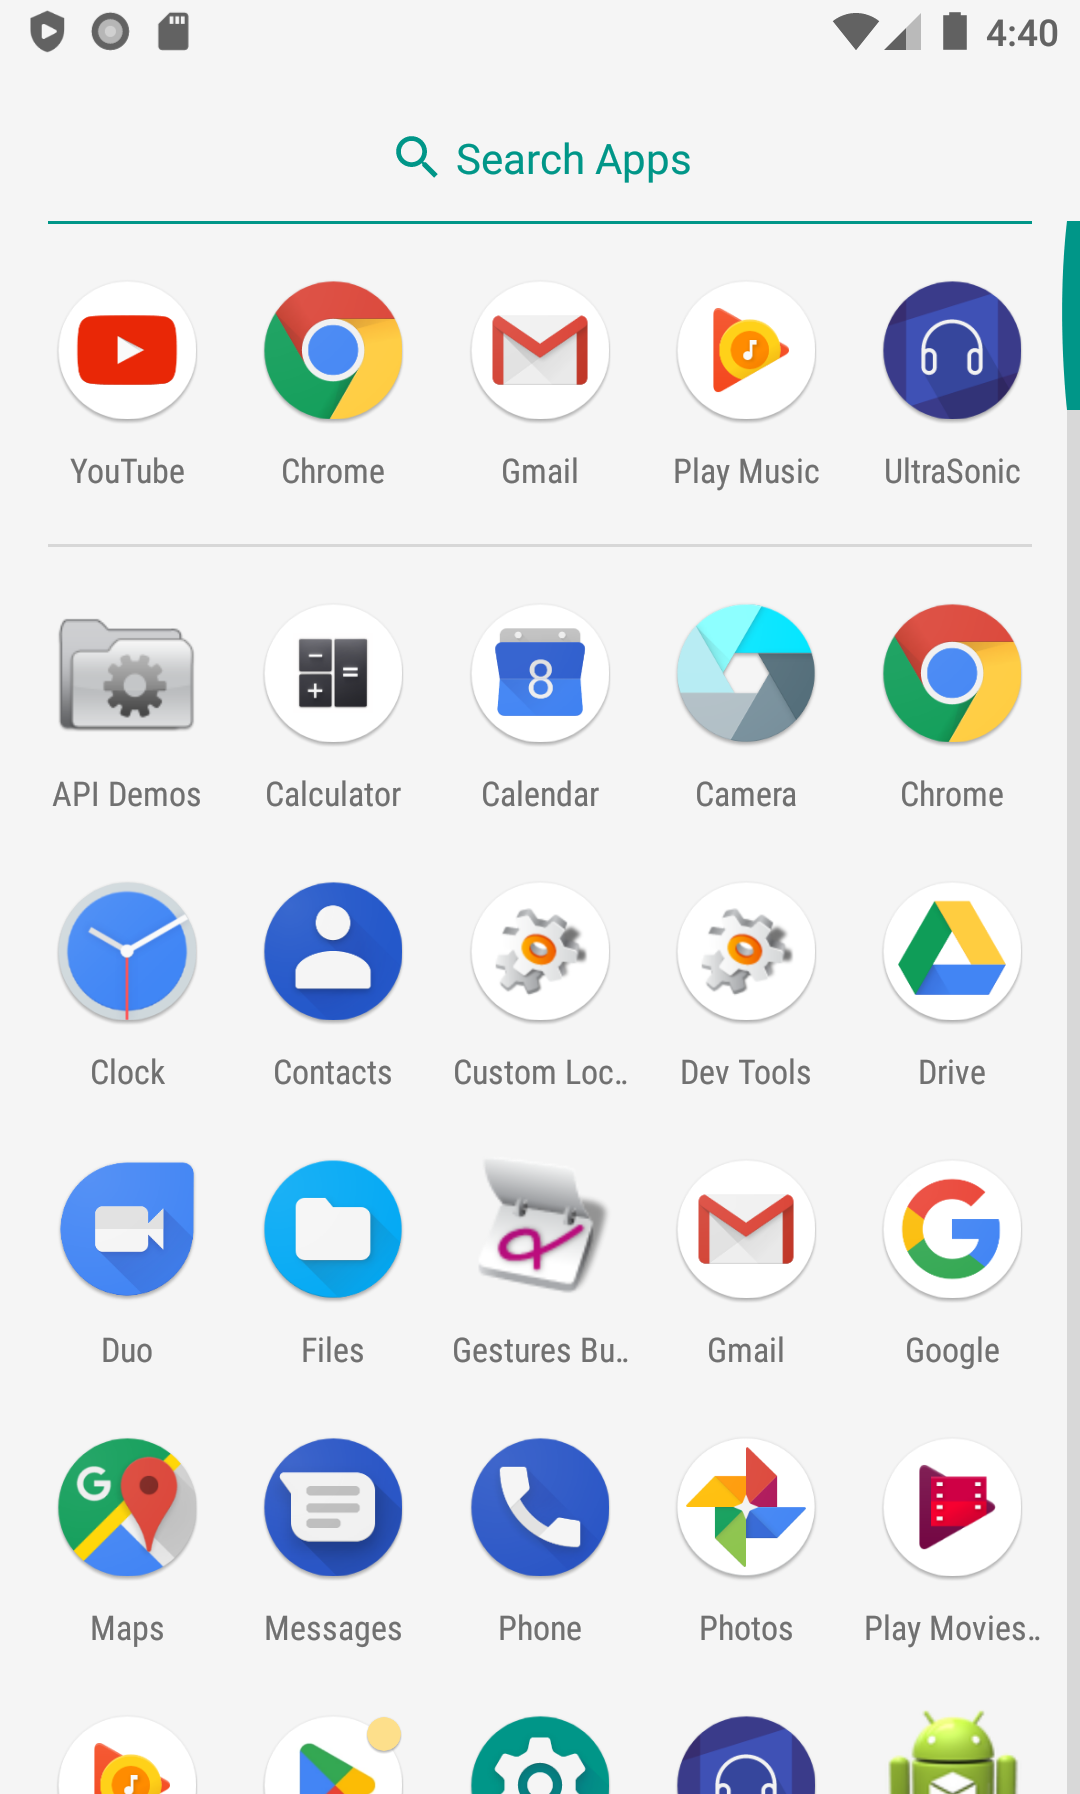 4:40
Search Apps
YouTube Chrome Gmail Play Music UltraSonic
8
API Demos Calculator Calendar Camera Chrome
Clock Contacts Custom Loc.. Dev Tools Drive
Duo Files Gestures Bu.. Gmail Google
Maps Messages Phone Photos Play Movies..